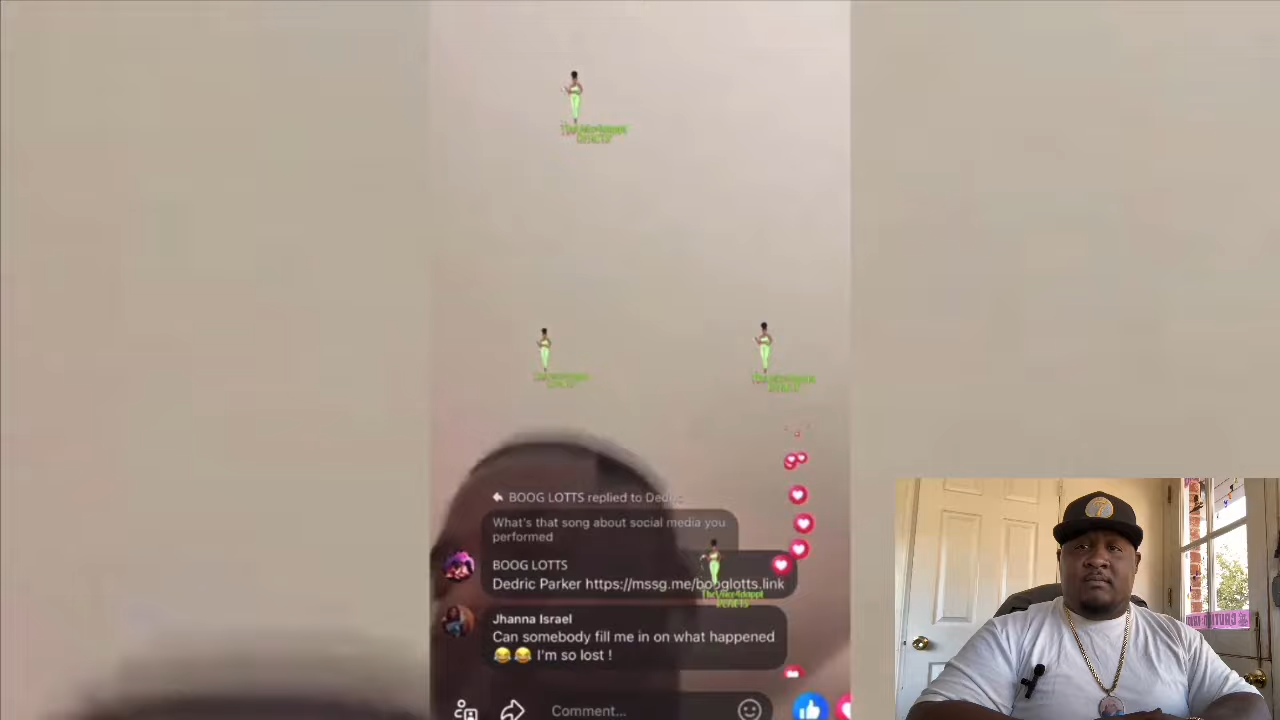 BOOG LOTTS replied to Dedric
What's that song about social media you
performed
BOOG LOTTS
Dedric Parker https://mssg.me/booglotts.link
Jhanna Israel
Can somebody fill me in on what happened
😂😂 I'm so lost !
Comment...